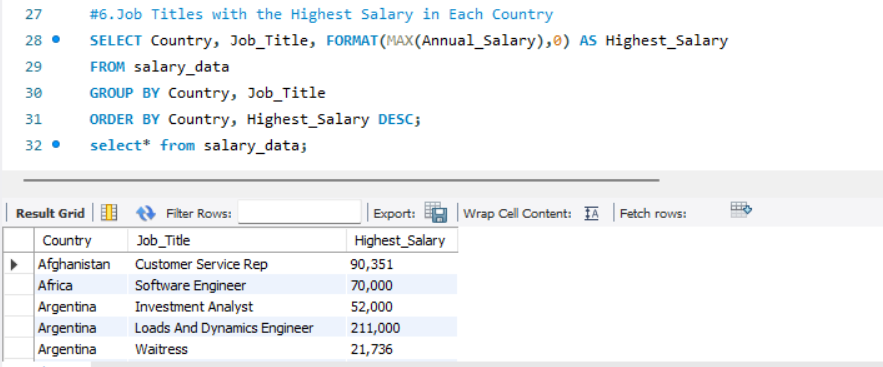 27 #6.Job Titles with the Highest Salary in Each Country
28 SELECT Country, Job_Title, FORMAT(MAX(Annual_Salary),0) AS Highest_Salary
29 FROM salary_data
30 GROUP BY Country, Job_Title
31 ORDER BY Country, Highest_Salary DESC;
32 select* from salary_data;
Result Grid Filter Rows: Export: Wrap Cell Content: IA Fetch rows:
Country Job_Title Highest_Salary
Afghanistan Customer Service Rep 90,351
Africa Software Engineer 70,000
Argentina Investment Analyst 52,000
Argentina Loads And Dynamics Engineer 211,000
Argentina Waitress 21,736